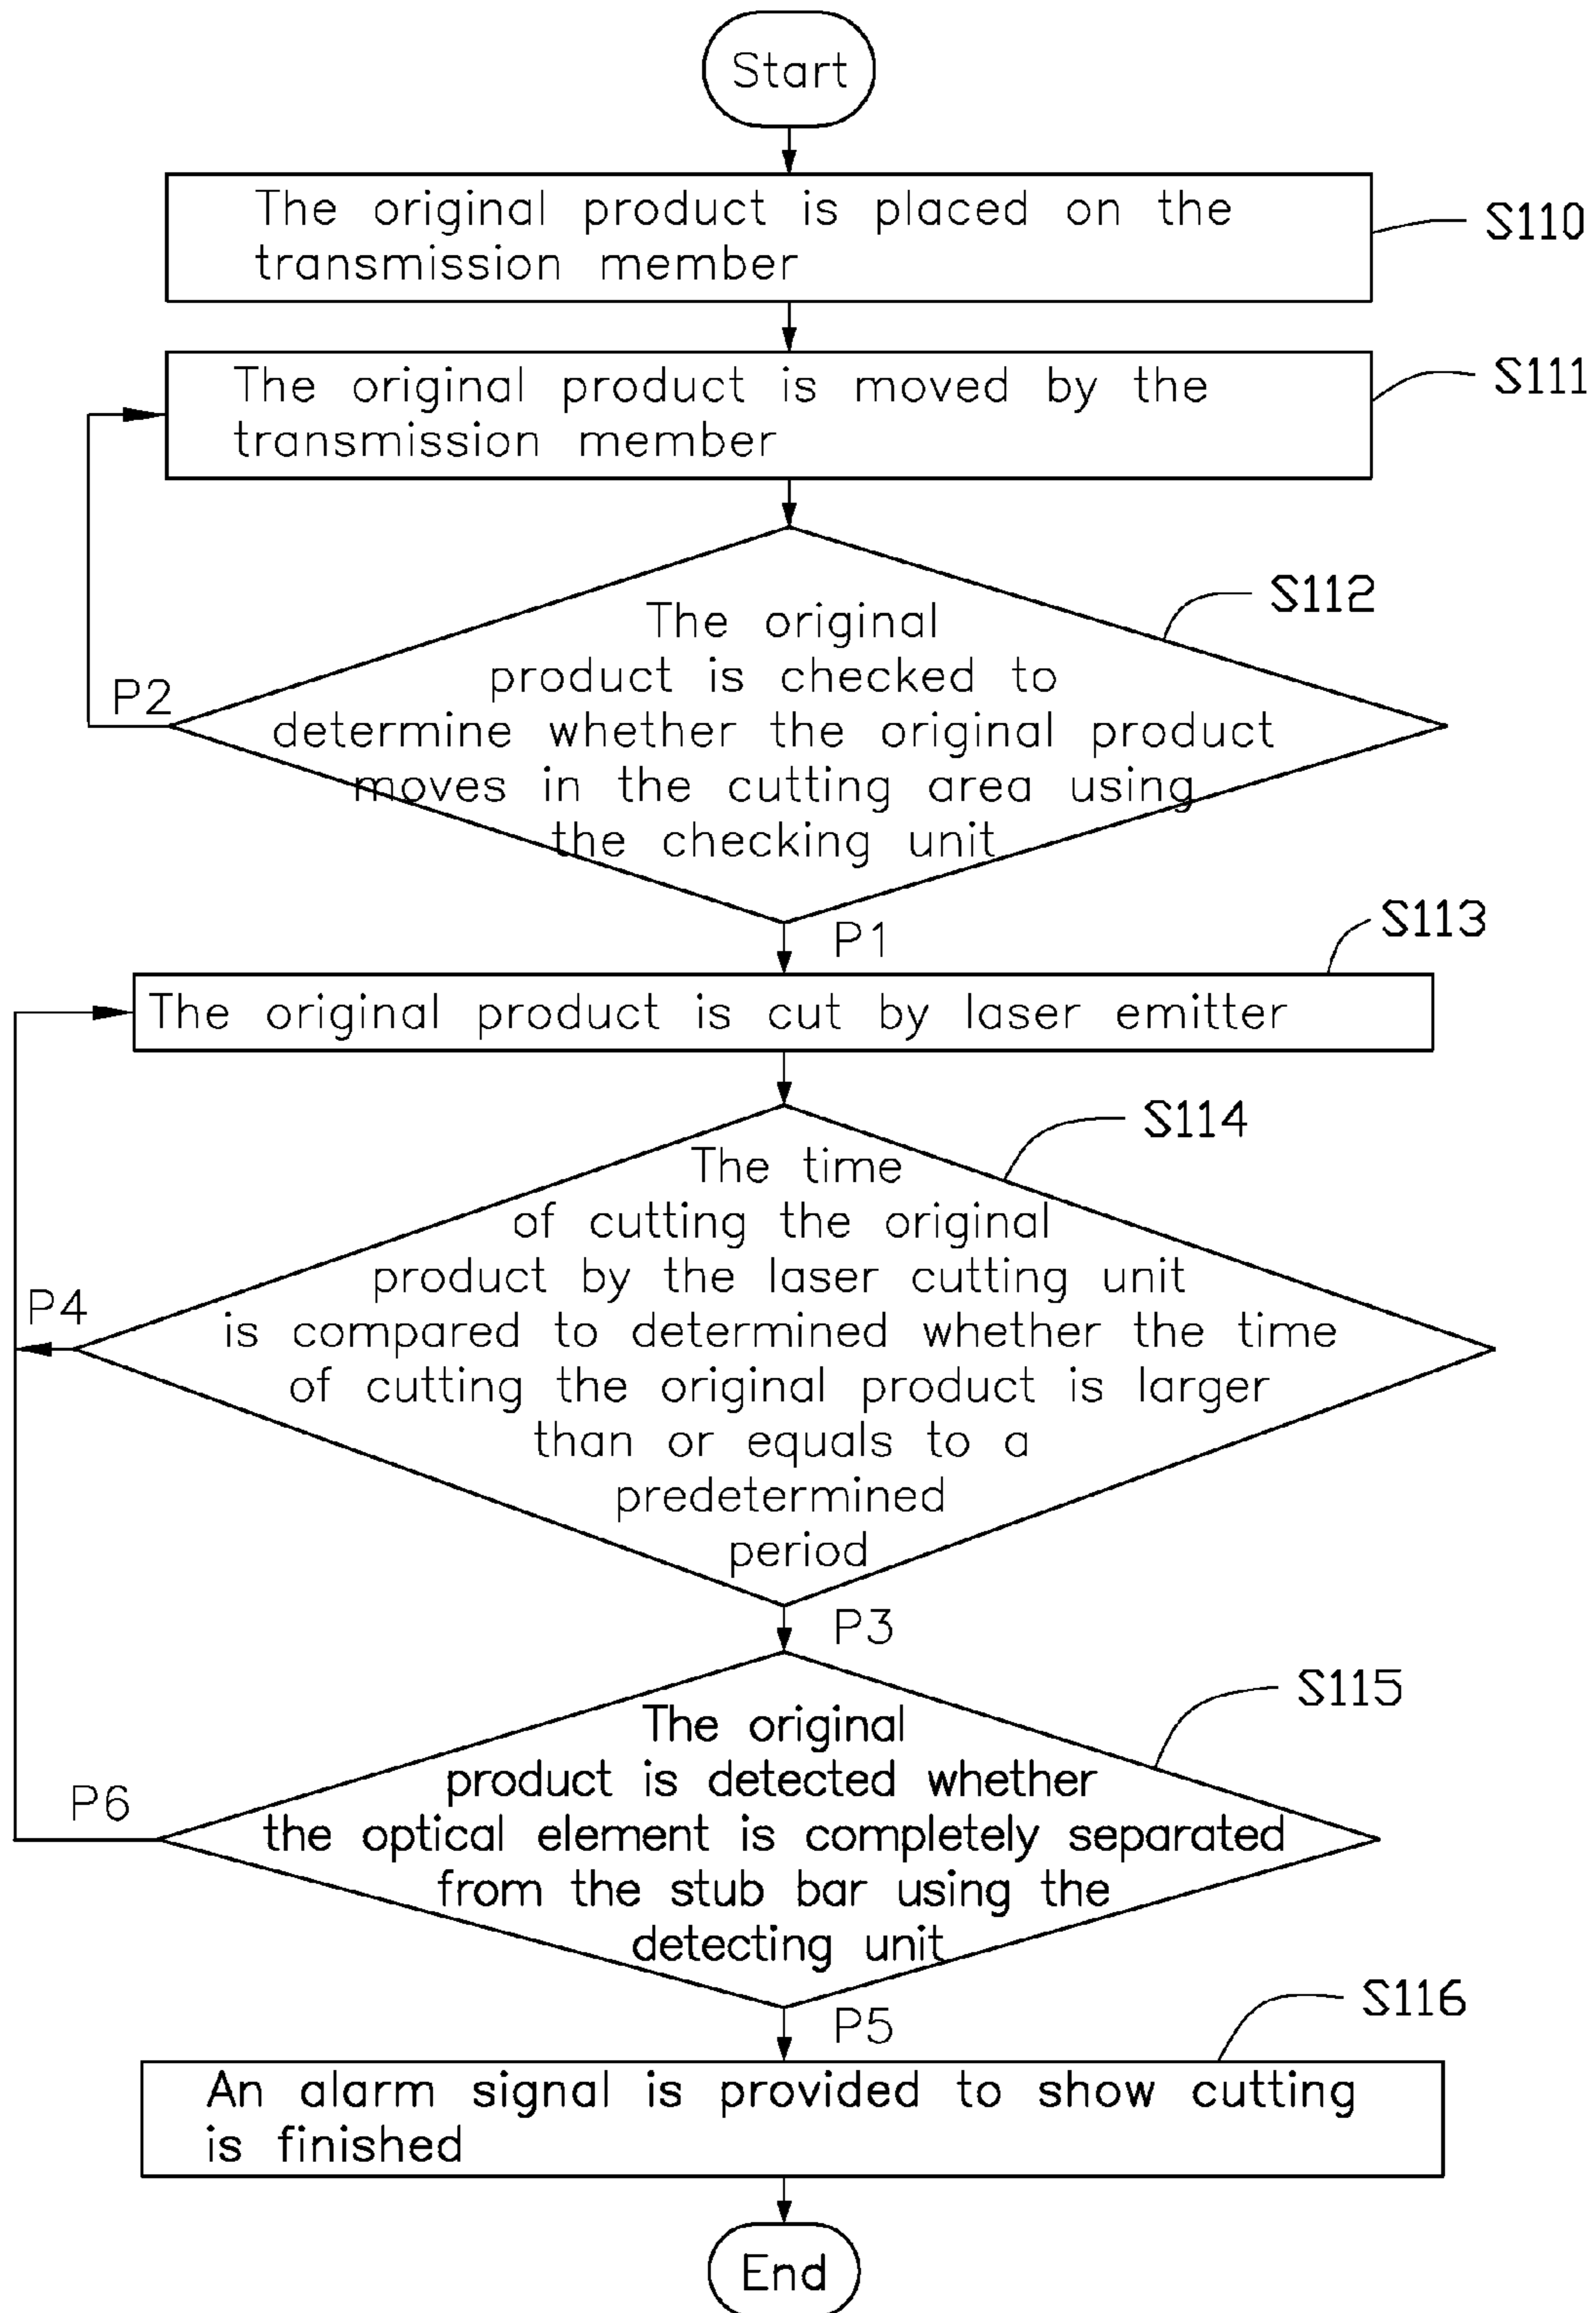 Start
The original product is placed on the
transmission member
S110
The original product is moved by the
transmission member
S111
S112
The original
product is checked to
determine whether the original product
moves in the cutting area using
the checking unit
P2
P1
S113
The original product is cut by laser emitter
S114
The time
of cutting the original
product by the laser cutting unit
is compared to determined whether the time
of cutting the original product is larger
than or equals to a
predetermined
period
P4
P3
S115
The original
product is detected whether
the optical element is completely separated
from the stub bar using the
detecting unit
P6
P5
S116
An alarm signal is provided to show cutting
is finished
End